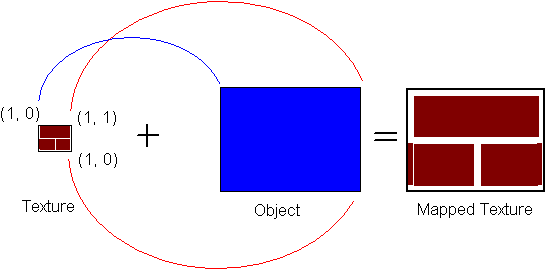 (1, 0)
(1, 1)
+
=
(1, 0)
Texture
Object
Mapped Texture